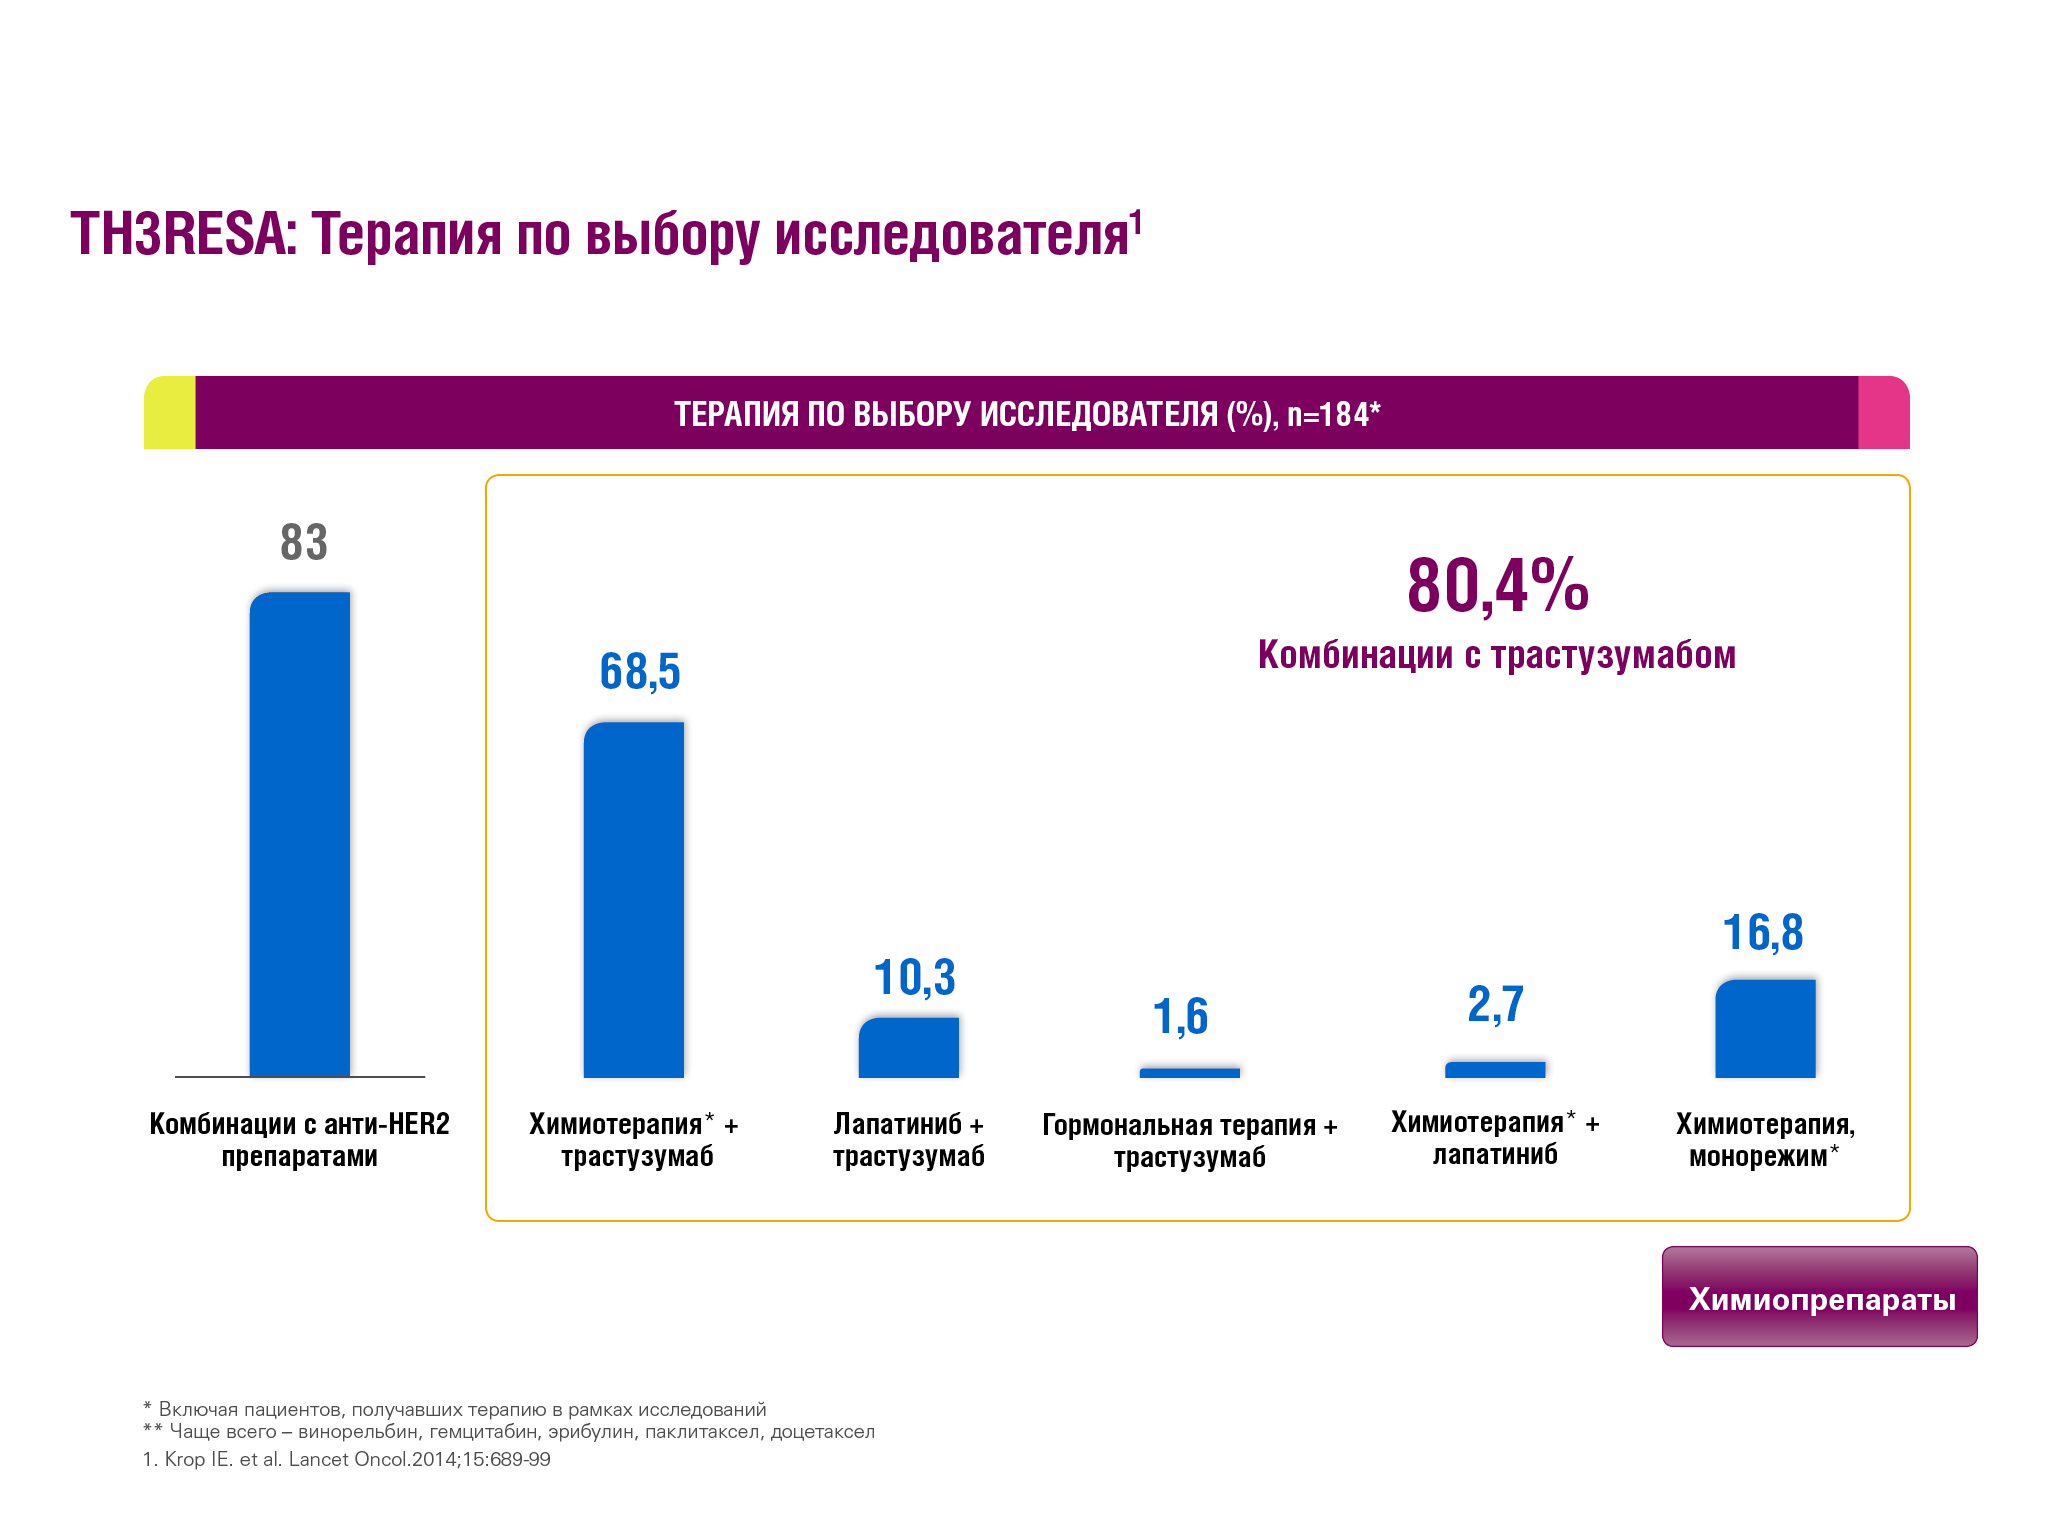 TH3RESA: Терапия по выбору исследователя¹
ТЕРАПИЯ ПО ВЫБОРУ ИССЛЕДОВАТЕЛЯ (%), n=184*
83
80,4%
Комбинации с трастузумабом
68,5
10,3
1,6
2,7
16,8
Комбинации с анти-HER2
препаратами
Химиотерапия* +
трастузумаб
Лапатиниб +
трастузумаб
Гормональная терапия +
трастузумаб
Химиотерапия* +
лапатиниб
Химиотерапия,
монорежим*
Химиопрепараты
* Включая пациентов, получавших терапию в рамках исследований
** Чаще всего – винорельбин, гемцитабин, эрибулин, паклитаксел, доцетаксел
1. Krop IE. et al. Lancet Oncol.2014;15:689-99